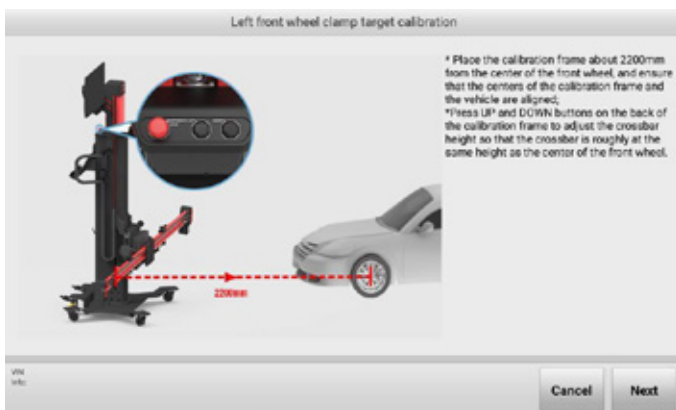 Left front wheel clamp target calibration
* Place the calibration frame about 2200mm
from the center of the front wheel, and ensure
that the centers of the calibration frame and
the vehicle are aligned;
*Press UP and DOWN buttons on the back of
the calibration frame to adjust the crossbar
height so that the crossbar is roughly at the
same height as the center of the front wheel.
2200mm
VIN
Cancel
Next